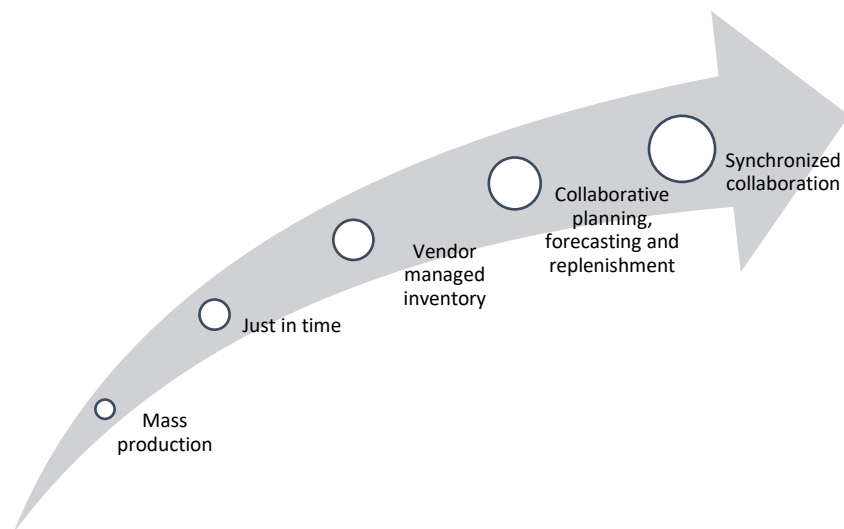 Synchronized
collaboration
Collaborative
planning,
forecasting and
replenishment
Vendor
managed
inventory
Just in time
Mass
production